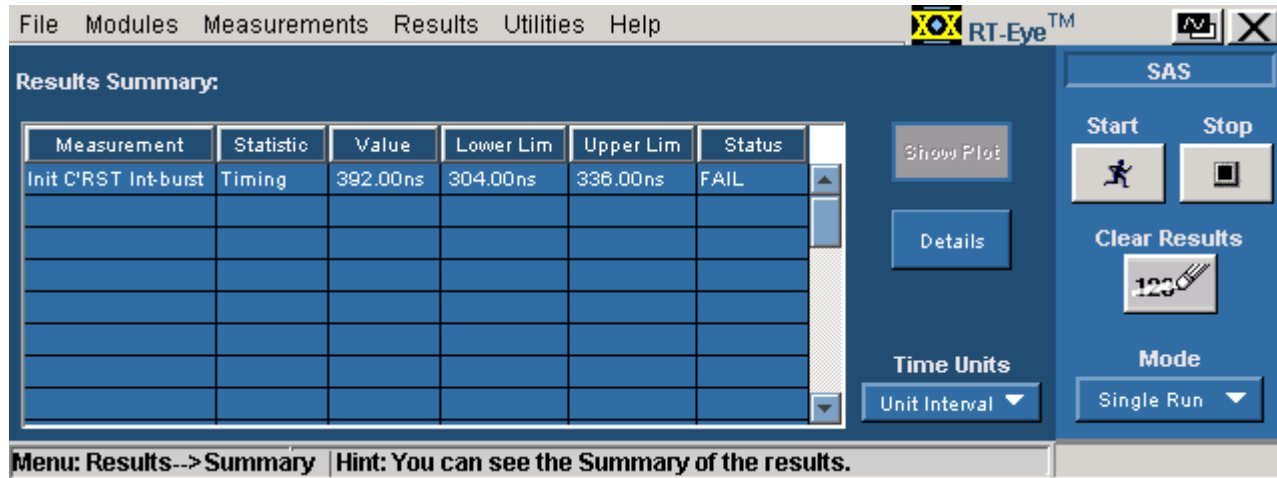 File Modules Measurements Results Utilities Help RT-Eye™
Results Summary:
SAS
Measurement Statistic Value Lower Lim Upper Lim Status
Init C'RST Int-burst Timing 392.00ns 304.00ns 336.00ns FAIL
Show Plot
Details
Time Units
Unit Interval
Start Stop
Clear Results
123
Mode
Single Run
Menu: Results-->Summary |Hint: You can see the Summary of the results.